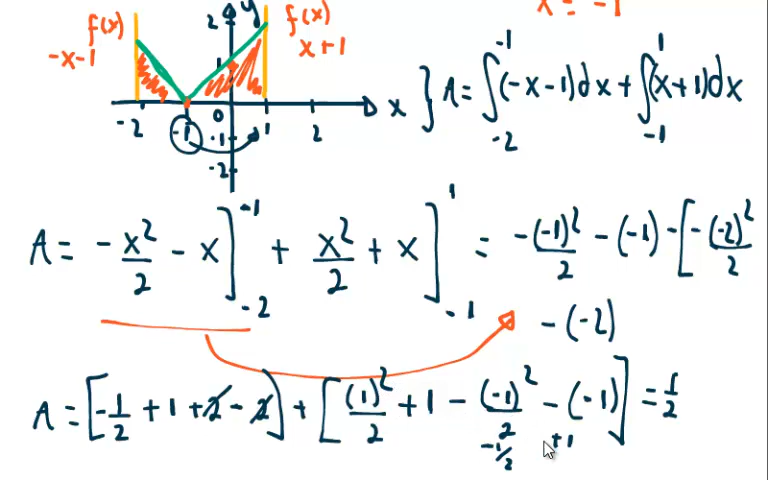 x = -1
2 y
f(x)
-x-1
f(x)
x+1
1
-2 -1 0 1 2 x
-1
-2
} A = ∫_{-2}^{-1} (-x-1)dx + ∫_{-1}^{1} (x+1)dx
A = -x²/2 - x ]_{-2}^{-1} + x²/2 + x ]_{-1}^{1} = -(-1)²/2 - (-1) - [-(-2)²/2
- (-2)
A = [-1/2 + 1 + 2 - 2] + [(1)²/2 + 1 - (-1)²/2 - (-1)] = 1/2
-1/2 +1